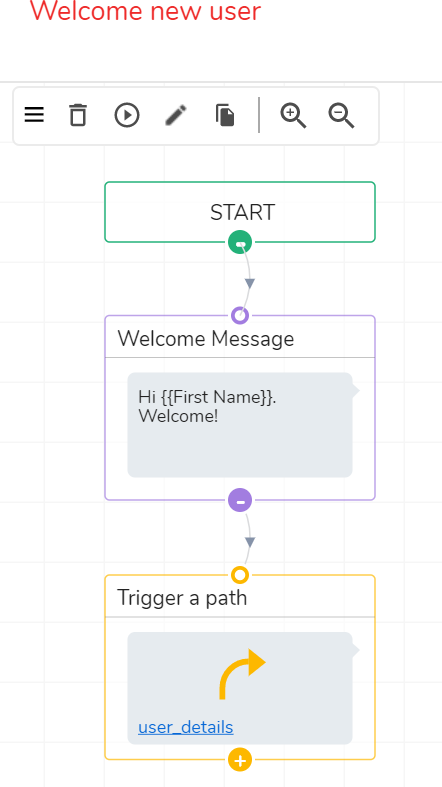 Welcome new user
START
Welcome Message
Hi {{First Name}}.
Welcome!
Trigger a path
user_details